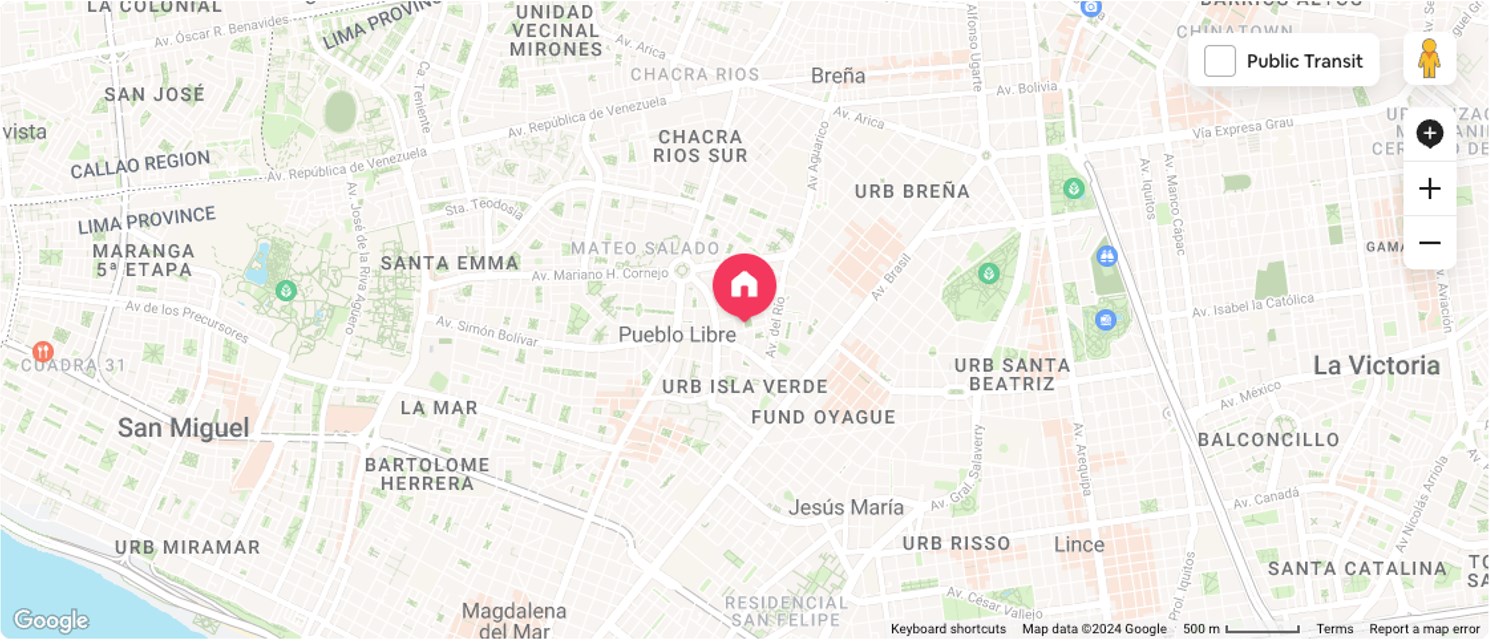 LA COLONIAL
Av. Óscar R. Benavides
LIMA PROVINC
UNIDAD
VECINAL
MIRONES
Av. Arica
CHACRA RIOS
Breña
Alfonso Ugarte
Av. Bolivia
BARRIOS ALTOS
CHINATOWN
Public Transit
SAN JOSÉ
Ca. Teniente
vista
CALLAO REGION
Av. República de Venezuela
Av. República de Venezuela
CHACRA
RIOS SUR
Av. Arica
Vía Expresa Grau
Av. Aguarico
URB BREÑA
Av. Iquitos
Av. Manco Capac
LIMA PROVINCE
MARANGA
5ª ETAPA
Av. José de la Riva Aguero
Sta. Teodosia
MATEO SALADO
SANTA EMMA
Av. Mariano H. Cornejo
Av. Brasil
GAMA
Av. Isabel la Católica
Av. Aviación
Av de los Precursores
Av. Simón Bolívar
Pueblo Libre
Av. del Río
CUADRA 31
URB ISLA VERDE
URB SANTA
BEATRIZ
La Victoria
Av. México
LA MAR
FUND OYAGUE
San Miguel
BALCONCILLO
BARTOLOME
HERRERA
Av. Gral. Salaverry
Av. Arequipa
Av. Canadá
Av. Nicolás Arriola
Jesús María
URB MIRAMAR
URB RISSO
Lince
SANTA CATALINA
Prol. Iquitos
Av. César Vallejo
RESIDENCIAL
SAN FELIPE
Magdalena
del Mar
Google
Keyboard shortcuts
Map data ©2024 Google
500 m
Terms
Report a map error